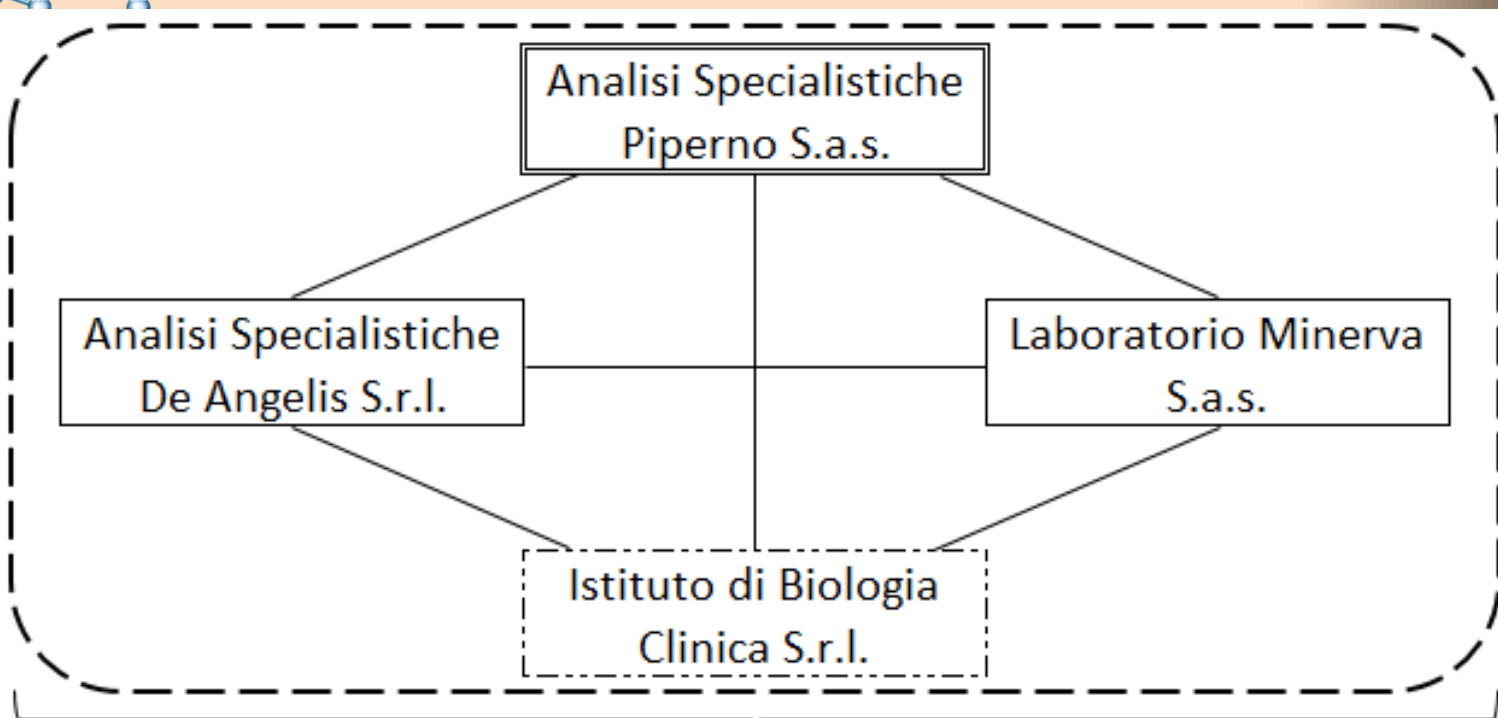 Analisi Specialistiche
Piperno S.a.s.
Analisi Specialistiche
De Angelis S.r.l.
Laboratorio Minerva
S.a.s.
Istituto di Biologia
Clinica S.r.l.